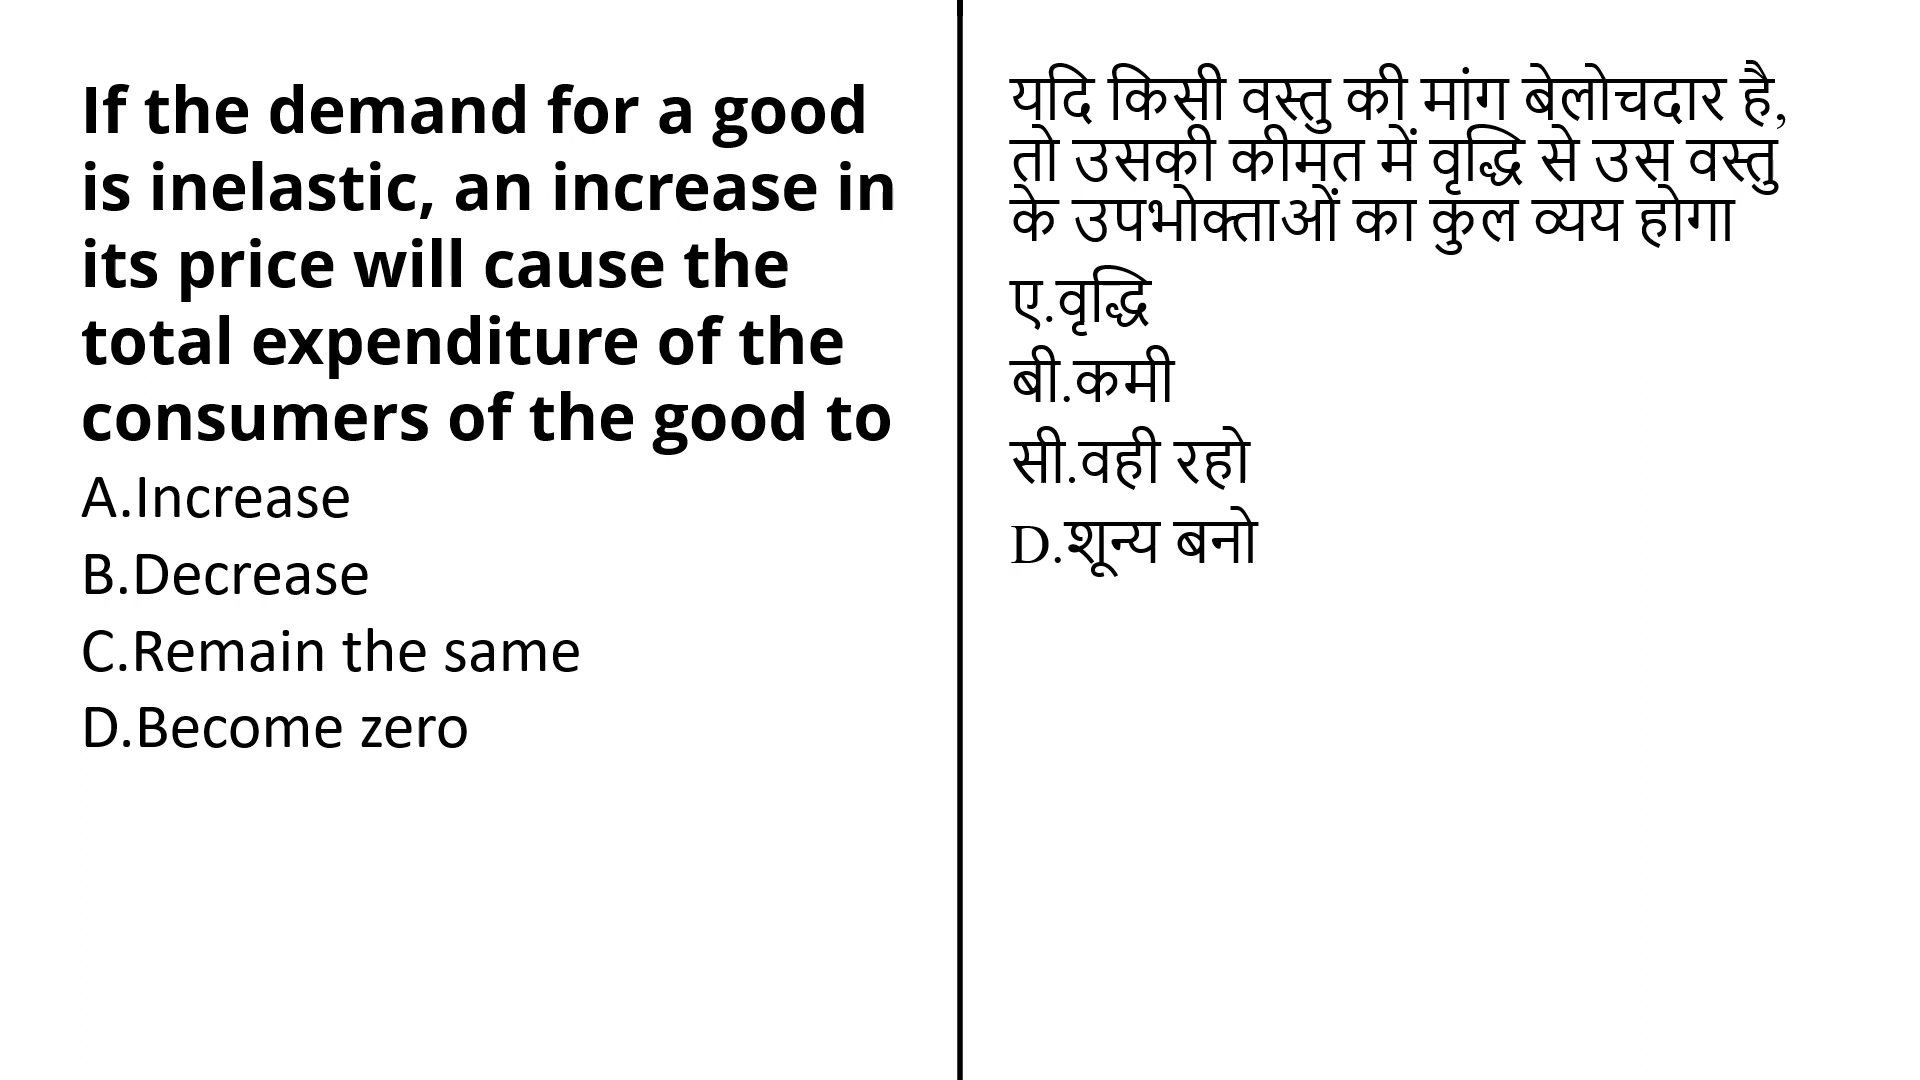 If the demand for a good
is inelastic, an increase in
its price will cause the
total expenditure of the
consumers of the good to
A.Increase
B.Decrease
C.Remain the same
D.Become zero
यदि किसी वस्तु की मांग बेलोचदार है,
तो उसकी कीमत में वृद्धि से उस वस्तु
के उपभोक्ताओं का कुल व्यय होगा
ए.वृद्धि
बी.कमी
सी.वही रहो
D.शून्य बनो